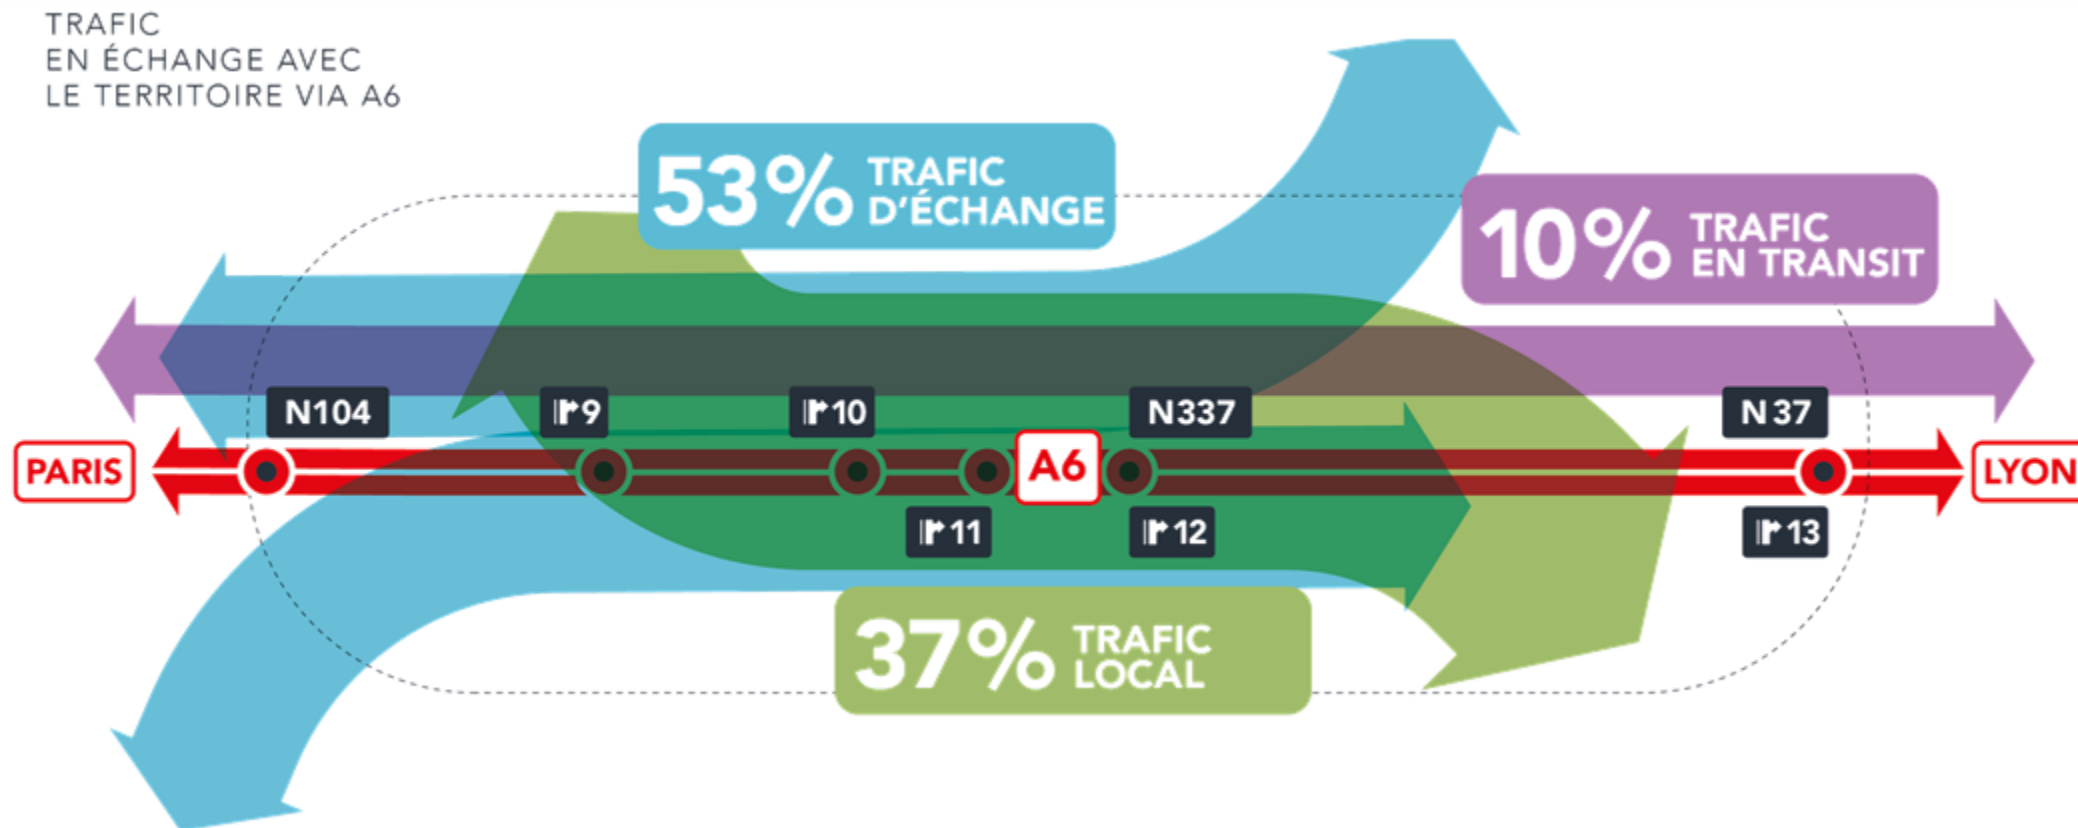 TRAFIC
EN ÉCHANGE AVEC
LE TERRITOIRE VIA A6
53% TRAFIC
D'ÉCHANGE
10% TRAFIC
EN TRANSIT
N104
9
10
N337
N 37
PARIS
A6
LYON
11
12
13
37% TRAFIC
LOCAL